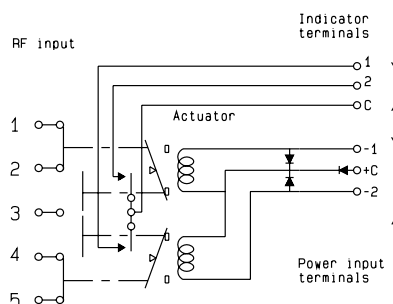 Indicator
terminals
RF input
1
2
C
Actuator
1
2
3
4
5
-1
+C
-2
Power input
terminals